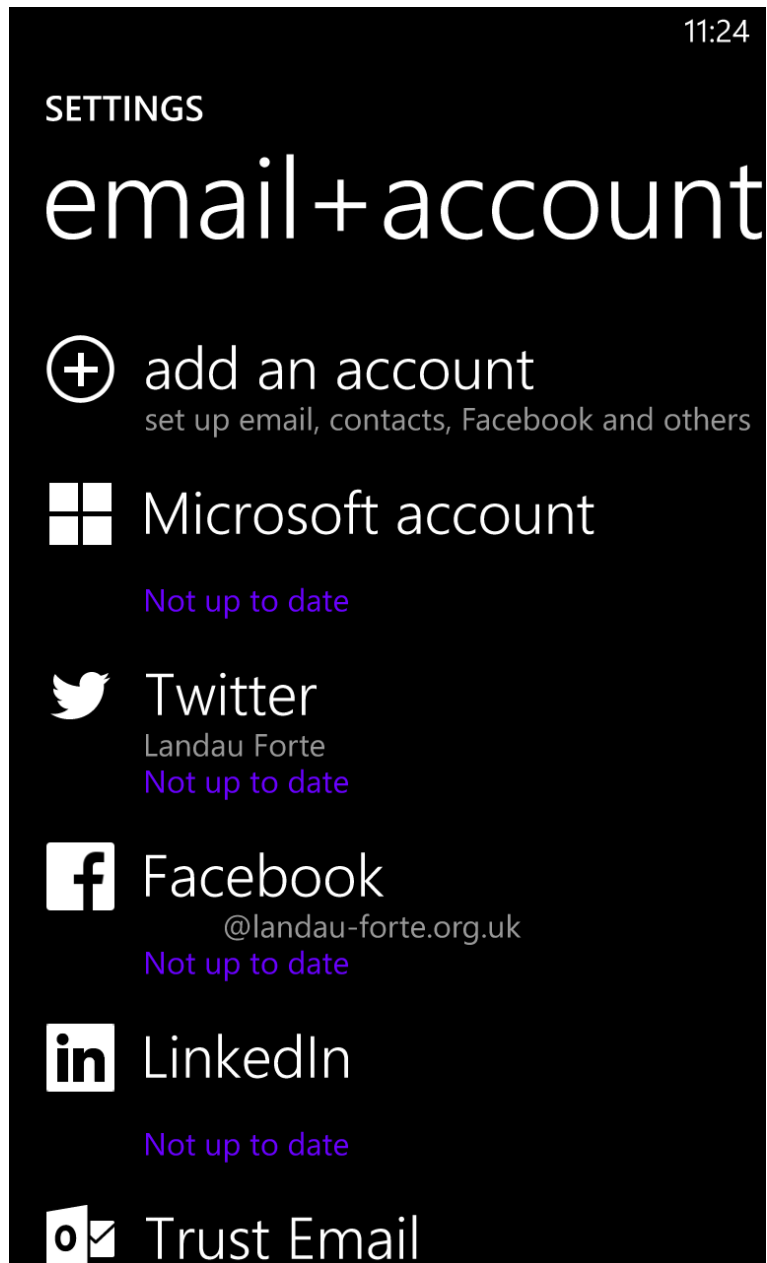 11:24
SETTINGS
email+account
add an account
set up email, contacts, Facebook and others
Microsoft account
Not up to date
Twitter
Landau Forte
Not up to date
Facebook
@landau-forte.org.uk
Not up to date
in LinkedIn
Not up to date
Trust Email